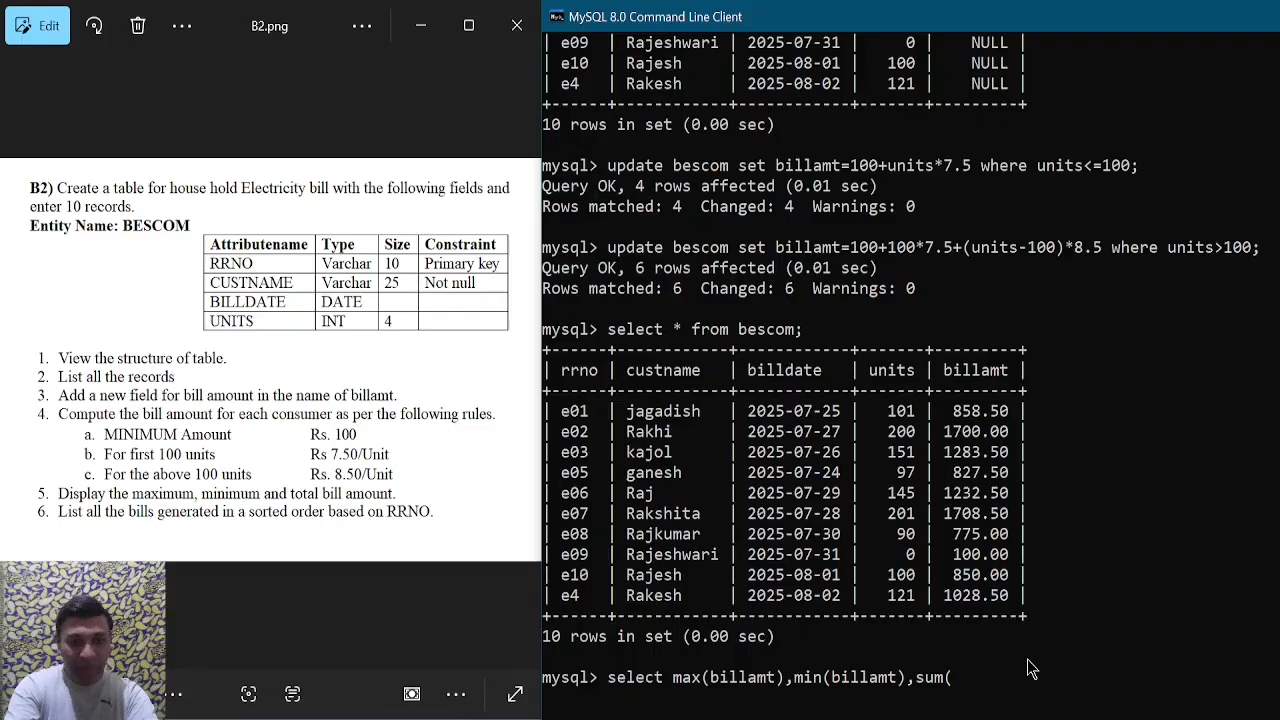 Edit
B2.png
B2) Create a table for house hold Electricity bill with the following fields and
enter 10 records.
Entity Name: BESCOM
Attributename Type Size Constraint
RRNO Varchar 10 Primary key
CUSTNAME Varchar 25 Not null
BILLDATE DATE
UNITS INT 4
1. View the structure of table.
2. List all the records
3. Add a new field for bill amount in the name of billamt.
4. Compute the bill amount for each consumer as per the following rules.
a. MINIMUM Amount Rs. 100
b. For first 100 units Rs 7.50/Unit
c. For the above 100 units Rs. 8.50/Unit
5. Display the maximum, minimum and total bill amount.
6. List all the bills generated in a sorted order based on RRNO.
MySQL 8.0 Command Line Client
| e09 | Rajeshwari | 2025-07-31 | 0 | NULL |
| e10 | Rajesh | 2025-08-01 | 100 | NULL |
| e4 | Rakesh | 2025-08-02 | 121 | NULL |
+------+------------+------------+-------+---------+
10 rows in set (0.00 sec)
mysql> update bescom set billamt=100+units*7.5 where units<=100;
Query OK, 4 rows affected (0.01 sec)
Rows matched: 4 Changed: 4 Warnings: 0
mysql> update bescom set billamt=100+100*7.5+(units-100)*8.5 where units>100;
Query OK, 6 rows affected (0.01 sec)
Rows matched: 6 Changed: 6 Warnings: 0
mysql> select * from bescom;
+------+------------+------------+-------+---------+
| rrno | custname | billdate | units | billamt |
+------+------------+------------+-------+---------+
| e01 | jagadish | 2025-07-25 | 101 | 858.50 |
| e02 | Rakhi | 2025-07-27 | 200 | 1700.00 |
| e03 | kajol | 2025-07-26 | 151 | 1283.50 |
| e05 | ganesh | 2025-07-24 | 97 | 827.50 |
| e06 | Raj | 2025-07-29 | 145 | 1232.50 |
| e07 | Rakshita | 2025-07-28 | 201 | 1708.50 |
| e08 | Rajkumar | 2025-07-30 | 90 | 775.00 |
| e09 | Rajeshwari | 2025-07-31 | 0 | 100.00 |
| e10 | Rajesh | 2025-08-01 | 100 | 850.00 |
| e4 | Rakesh | 2025-08-02 | 121 | 1028.50 |
+------+------------+------------+-------+---------+
10 rows in set (0.00 sec)
mysql> select max(billamt),min(billamt),sum(